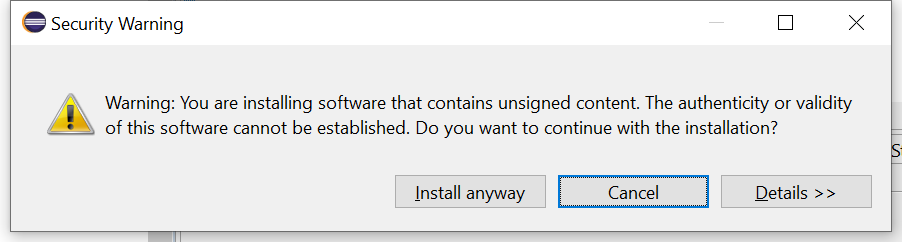 Security Warning
Warning: You are installing software that contains unsigned content. The authenticity or validity
of this software cannot be established. Do you want to continue with the installation?
Install anyway
Cancel
Details >>